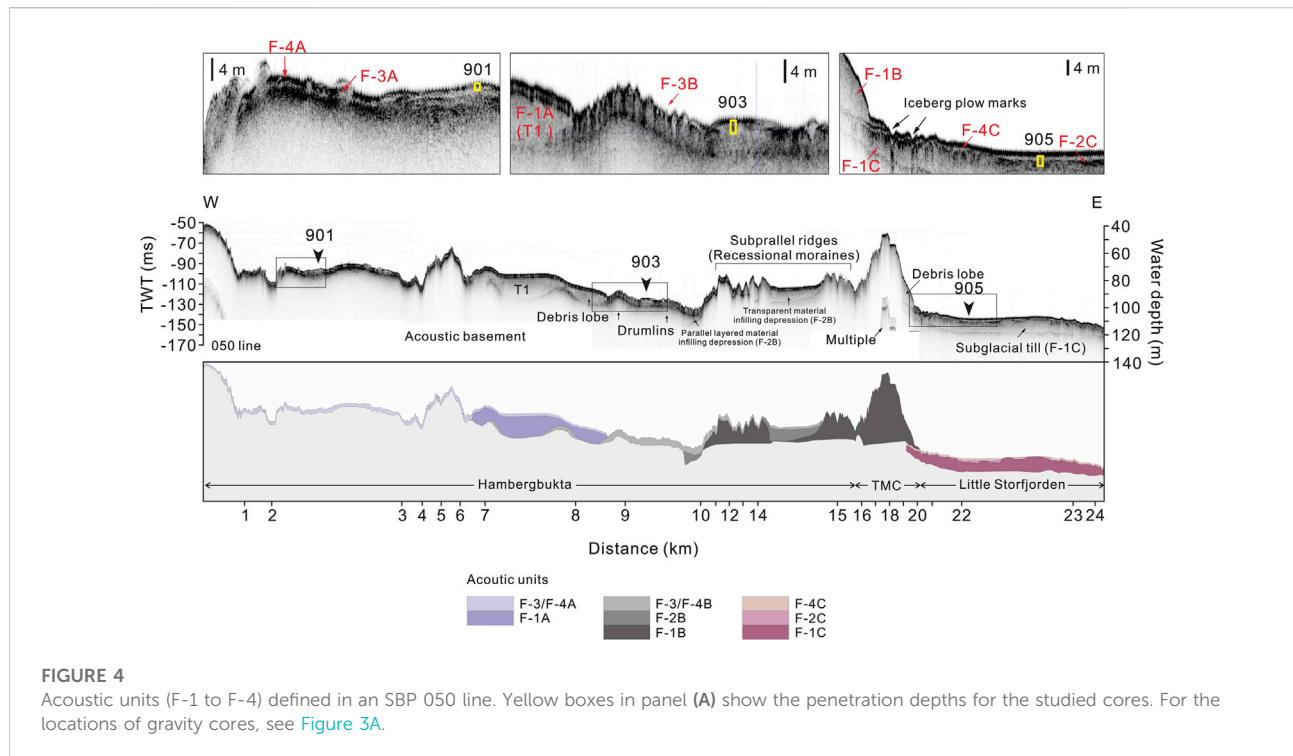 F-4A
4 m
F-3A
901
F-1A
(T1 )
F-3B
903
4 m
F-1B
4 m
Iceberg plow marks
F-4C
905
F-2C
F-1C
W
E
TWT (ms)
-50
-70
-90
-110
-130
-150
-170
901
T1
Debris lobe
903
Drumlins
Parallel layered material
infilling depression (F-2B)
Subprallel ridges
(Recessional moraines)
Transparent material
infilling depression (F-2B)
Multiple
Debris lobe
905
Subglacial till (F-1C)
Acoustic basement
050 line
40
60
80
100
120
140
Water depth (m)
Hambergbukta
TMC
Little Storfjorden
1 2 3 4 5 6 7 8 9 10 12 14 15 16 18 20 22 23 24
Distance (km)
Acoutic units
F-3/F-4A
F-1A
F-3/F-4B
F-2B
F-1B
F-4C
F-2C
F-1C
FIGURE 4
Acoustic units (F-1 to F-4) defined in an SBP 050 line. Yellow boxes in panel (A) show the penetration depths for the studied cores. For the
locations of gravity cores, see Figure 3A.